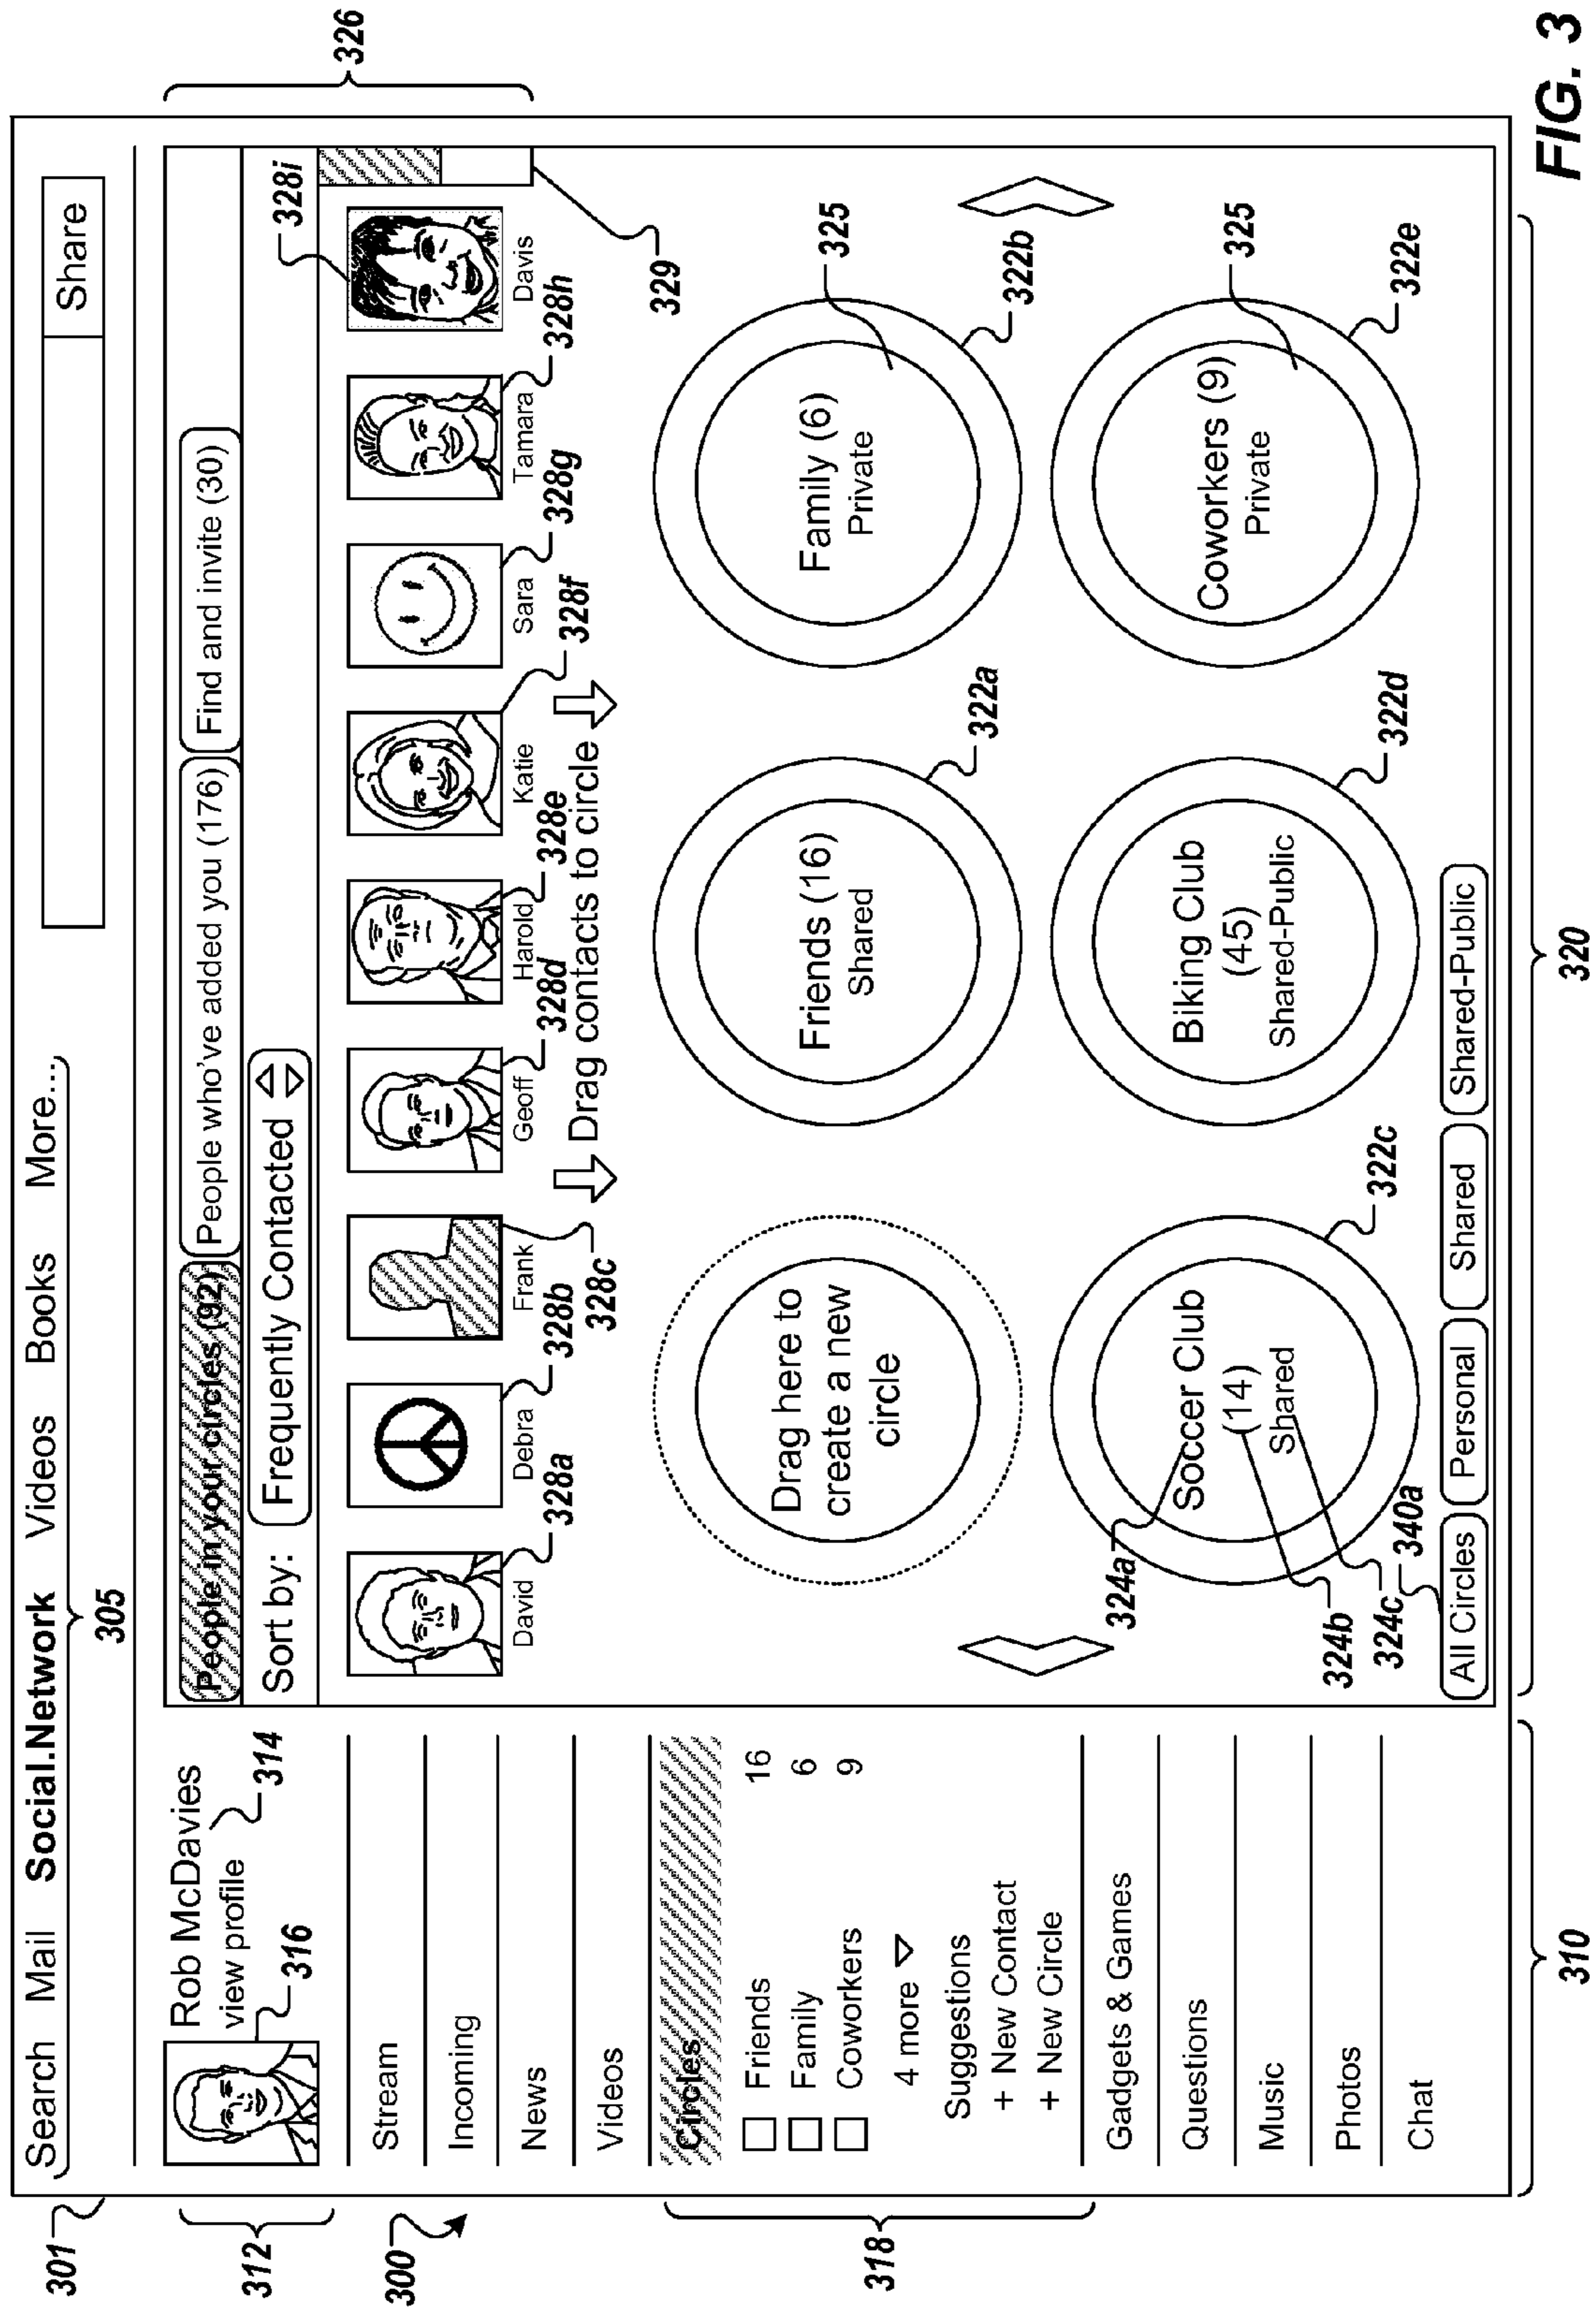 301
Search Mail Social.Network Videos Books More...
Share
305
312
Rob McDavies
view profile
314
316
300
Stream
Incoming
News
Videos
318
Circles
Friends 16
Family 6
Coworkers 9
4 more
Suggestions
+ New Contact
+ New Circle
Gadgets & Games
Questions
Music
Photos
Chat
310
People in your circles (92) People who've added you (176) Find and invite (30)
326
Sort by: Frequently Contacted
328i
David Debra Frank Geoff Harold Katie Sara Tamara Davis
328a 328b 328c 328d 328e 328f 328g 328h
Drag contacts to circle
329
Drag here to
create a new
circle
Friends (16)
Shared
322a
Family (6)
Private
325
322b
324a
Soccer Club
(14)
Shared
324b
324c
322c
Biking Club
(45)
Shared-Public
322d
Coworkers (9)
Private
325
322e
340a
All Circles Personal Shared Shared-Public
320
FIG. 3